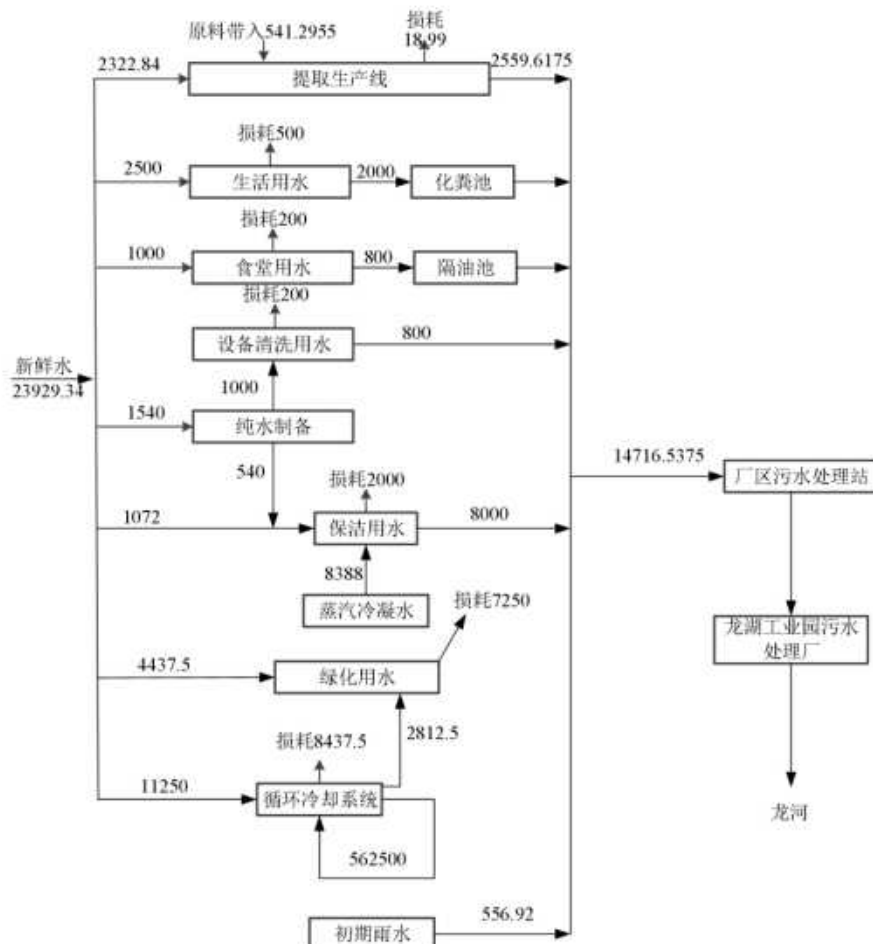 原料带入541.2955
损耗
18.99
2322.84
提取生产线
2559.6175
损耗500
2500
生活用水
2000
化粪池
损耗200
1000
食堂用水
800
隔油池
损耗200
设备清洗用水
800
新鲜水
23929.34
1000
1540
纯水制备
540
14716.5375
厂区污水处理站
损耗2000
1072
保洁用水
8000
8388
蒸汽冷凝水
损耗7250
龙湖工业园污水
处理厂
4437.5
绿化用水
2812.5
损耗8437.5
11250
循环冷却系统
龙河
562500
556.92
初期雨水